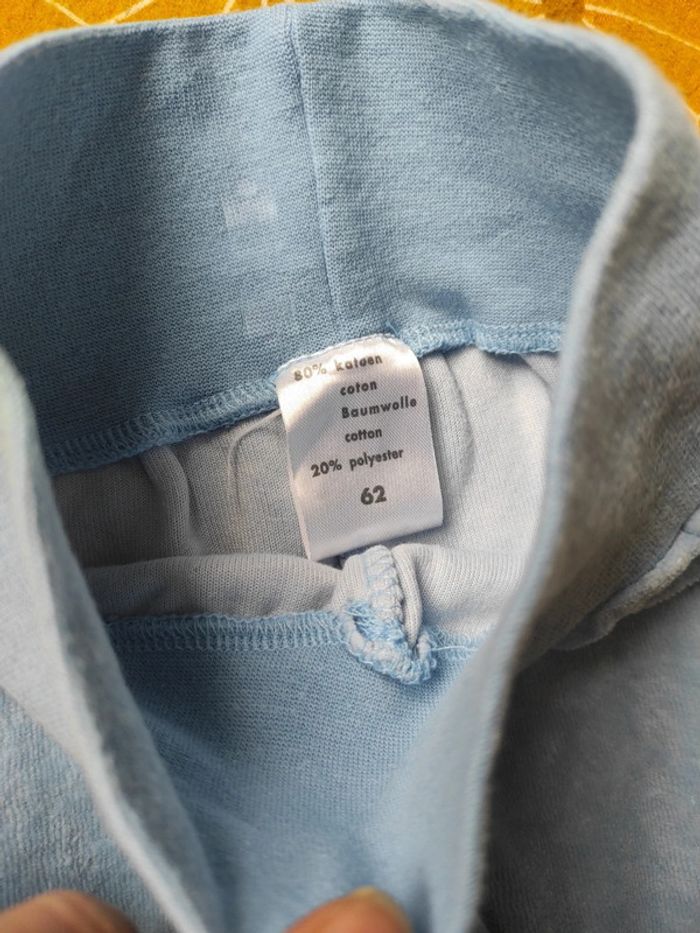 80% katoen
coton
Baumwolle
cotton
20% polyester
62